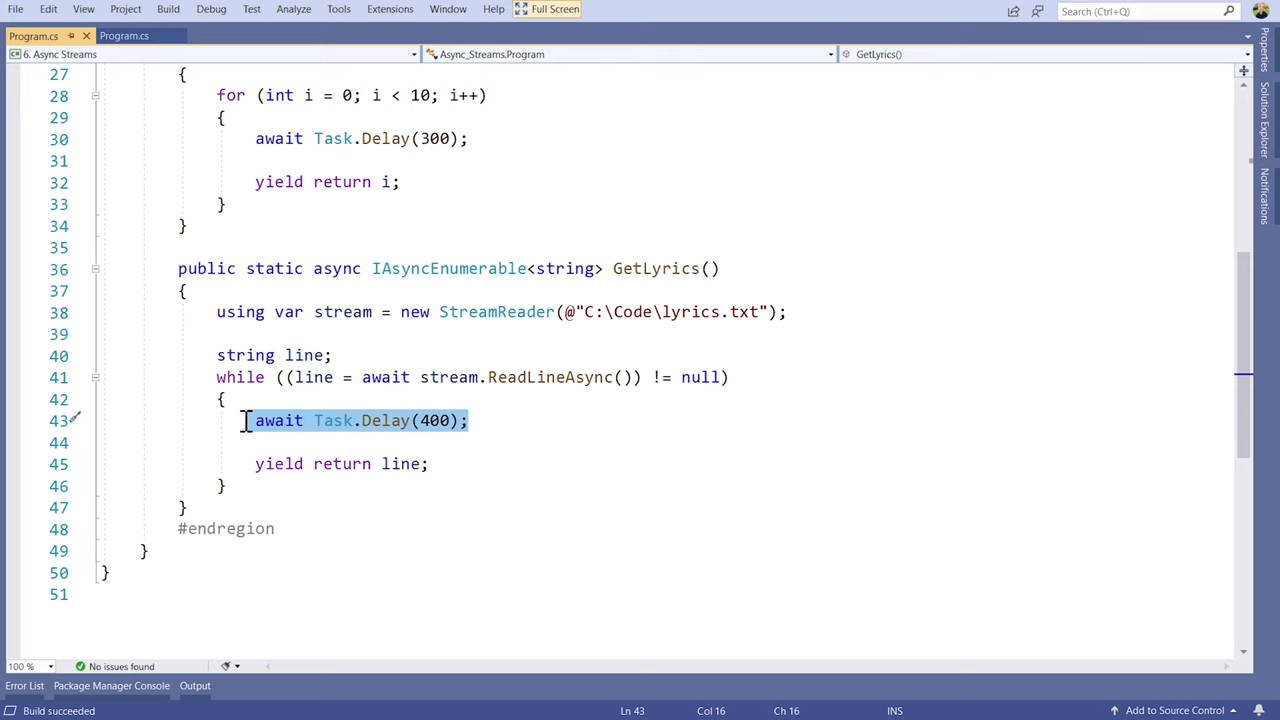 File Edit View Project Build Debug Test Analyze Tools Extensions Window Help Full Screen Search (Ctrl+Q)
Program.cs Program.cs
6. Async Streams Async_Streams.Program GetLyrics()
27 {
28 for (int i = 0; i < 10; i++)
29 {
30 await Task.Delay(300);
31
32 yield return i;
33 }
34 }
35
36 public static async IAsyncEnumerable<string> GetLyrics()
37 {
38 using var stream = new StreamReader(@"C:\Code\lyrics.txt");
39
40 string line;
41 while ((line = await stream.ReadLineAsync()) != null)
42 {
43 await Task.Delay(400);
44
45 yield return line;
46 }
47 }
48 #endregion
49 }
50 }
51
Properties
Solution Explorer
Notifications
100 % No issues found
Error List Package Manager Console Output
Build succeeded Ln 43 Col 16 Ch 16 INS Add to Source Control